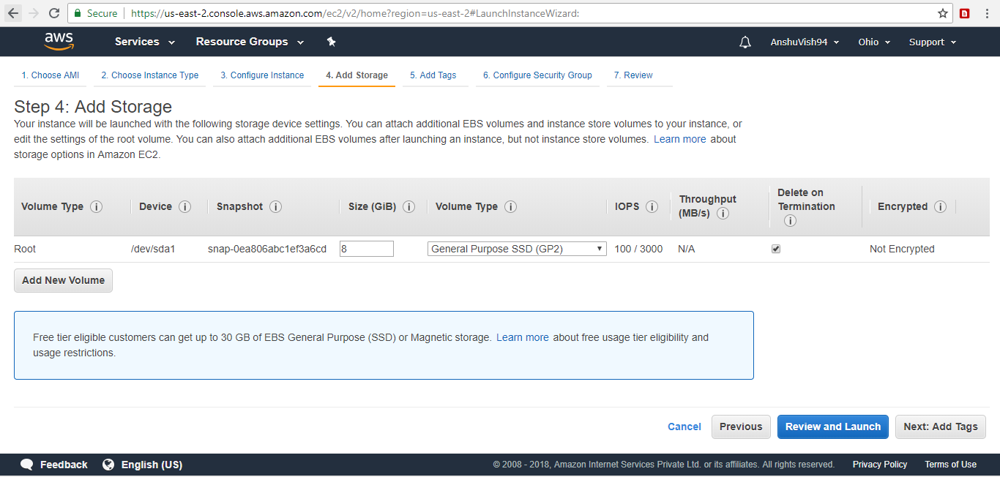 Secure
https://us-east-2.console.aws.amazon.com/ec2/v2/home?region=us-east-2#LaunchInstanceWizard:
aws Services Resource Groups AnshuVish94 Ohio Support
1. Choose AMI 2. Choose Instance Type 3. Configure Instance 4. Add Storage 5. Add Tags 6. Configure Security Group 7. Review
Step 4: Add Storage
Your instance will be launched with the following storage device settings. You can attach additional EBS volumes and instance store volumes to your instance, or
edit the settings of the root volume. You can also attach additional EBS volumes after launching an instance, but not instance store volumes. Learn more about
storage options in Amazon EC2.
Volume Type i Device i Snapshot i Size (GiB) i Volume Type i IOPS i Throughput (MB/s) i Delete on Termination i Encrypted i
Root /dev/sda1 snap-0ea806abc1ef3a6cd 8 General Purpose SSD (GP2) 100 / 3000 N/A Not Encrypted
Add New Volume
Free tier eligible customers can get up to 30 GB of EBS General Purpose (SSD) or Magnetic storage. Learn more about free usage tier eligibility and
usage restrictions.
Cancel Previous Review and Launch Next: Add Tags
Feedback English (US) © 2008 - 2018, Amazon Internet Services Private Ltd. or its affiliates. All rights reserved. Privacy Policy Terms of Use